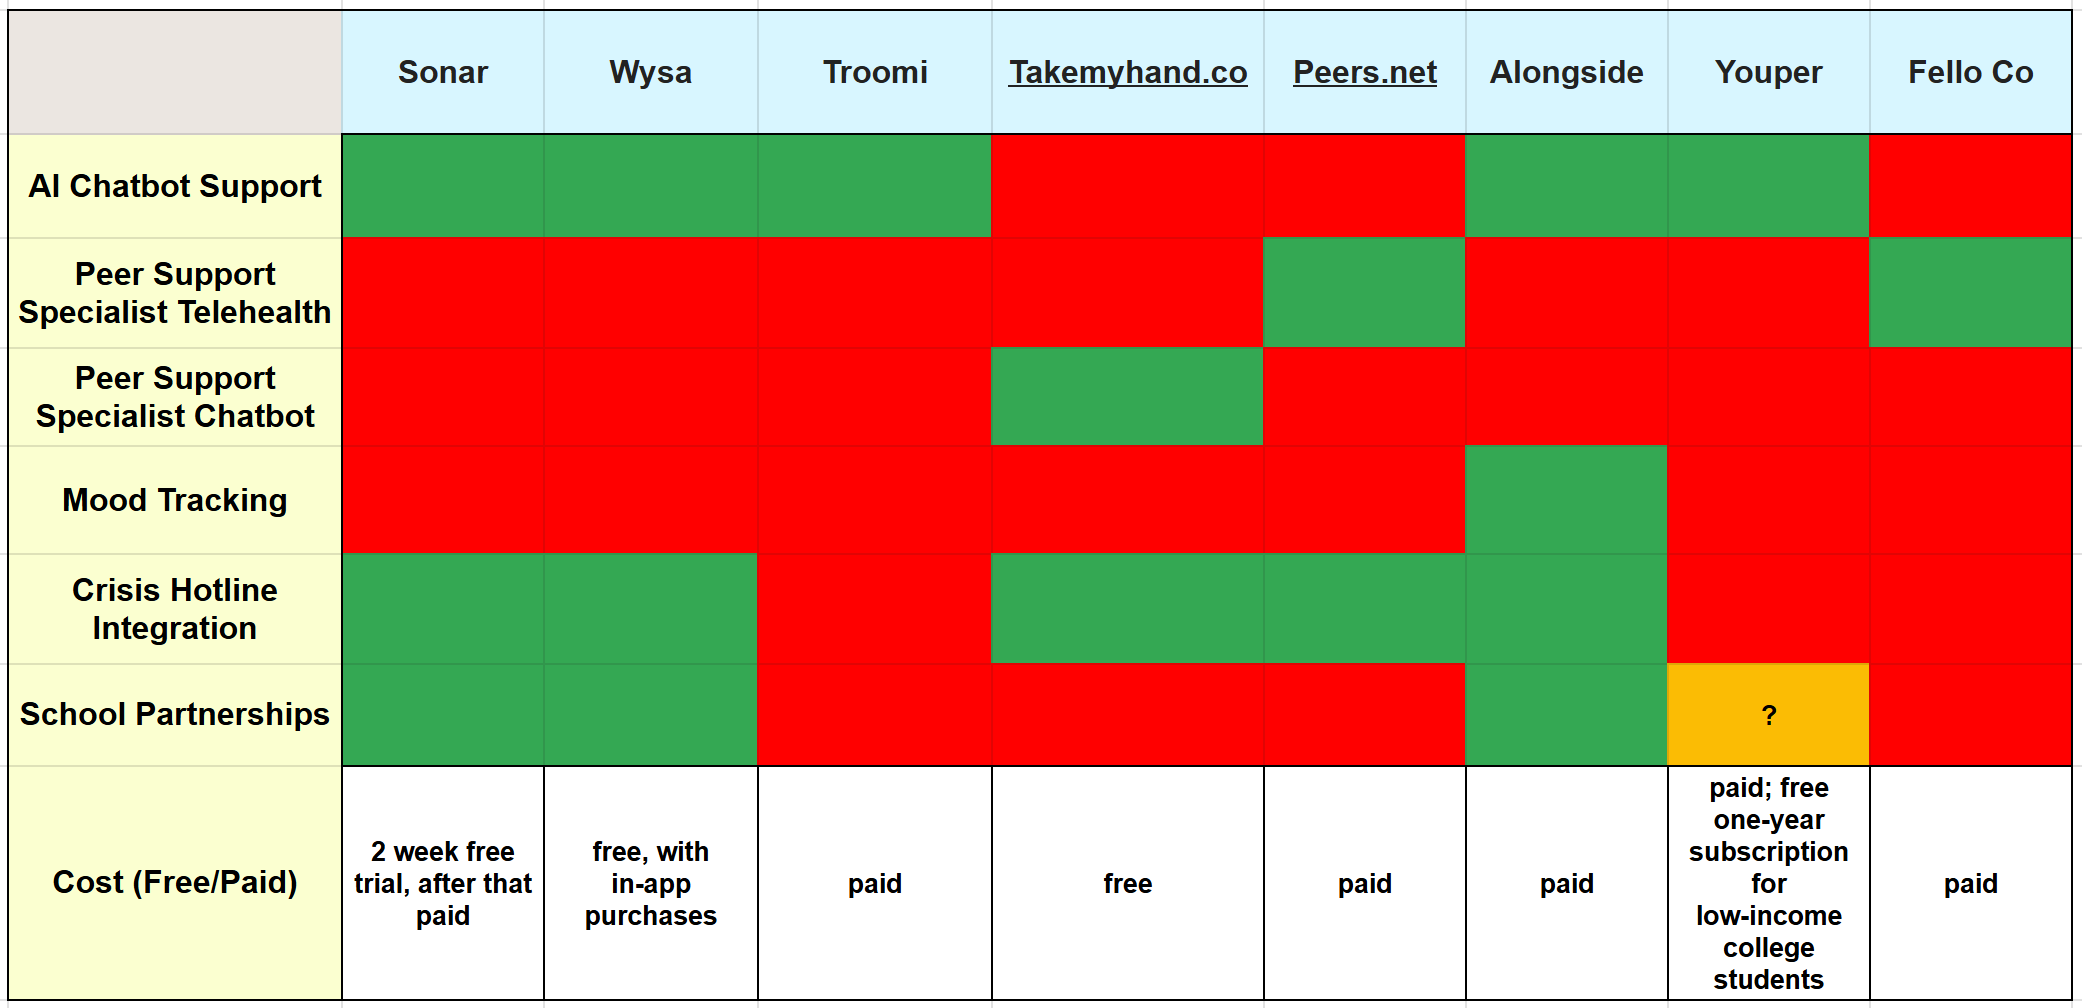 Sonar
Wysa
Troomi
Takemyhand.co
Peers.net
Alongside
Youper
Fello Co
AI Chatbot Support
Peer Support
Specialist Telehealth
Peer Support
Specialist Chatbot
Mood Tracking
Crisis Hotline
Integration
School Partnerships
?
Cost (Free/Paid)
2 week free
trial, after that
paid
free, with
in-app
purchases
paid
free
paid
paid
paid; free
one-year
subscription
for
low-income
college
students
paid